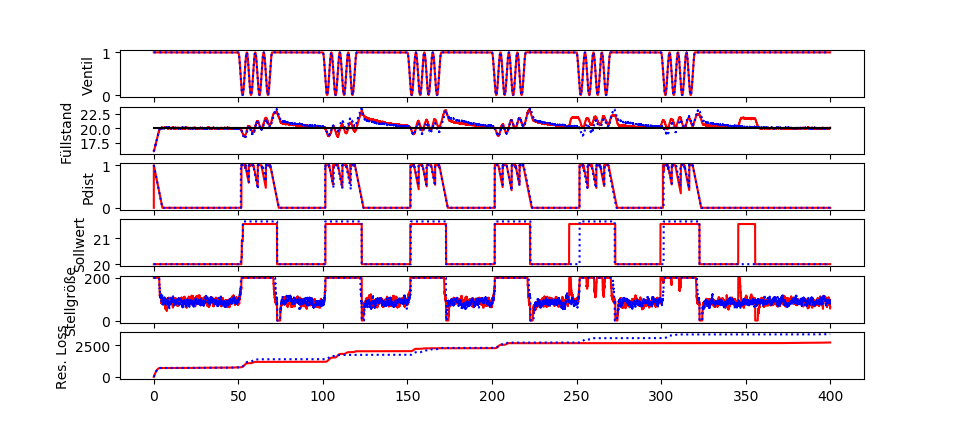 Ventil
1
0
Füllstand
22.5
20.0
17.5
Pdist
1
0
Sollwert
21
20
Stellgröße
200
0
Res. Loss
2500
0
0 50 100 150 200 250 300 350 400